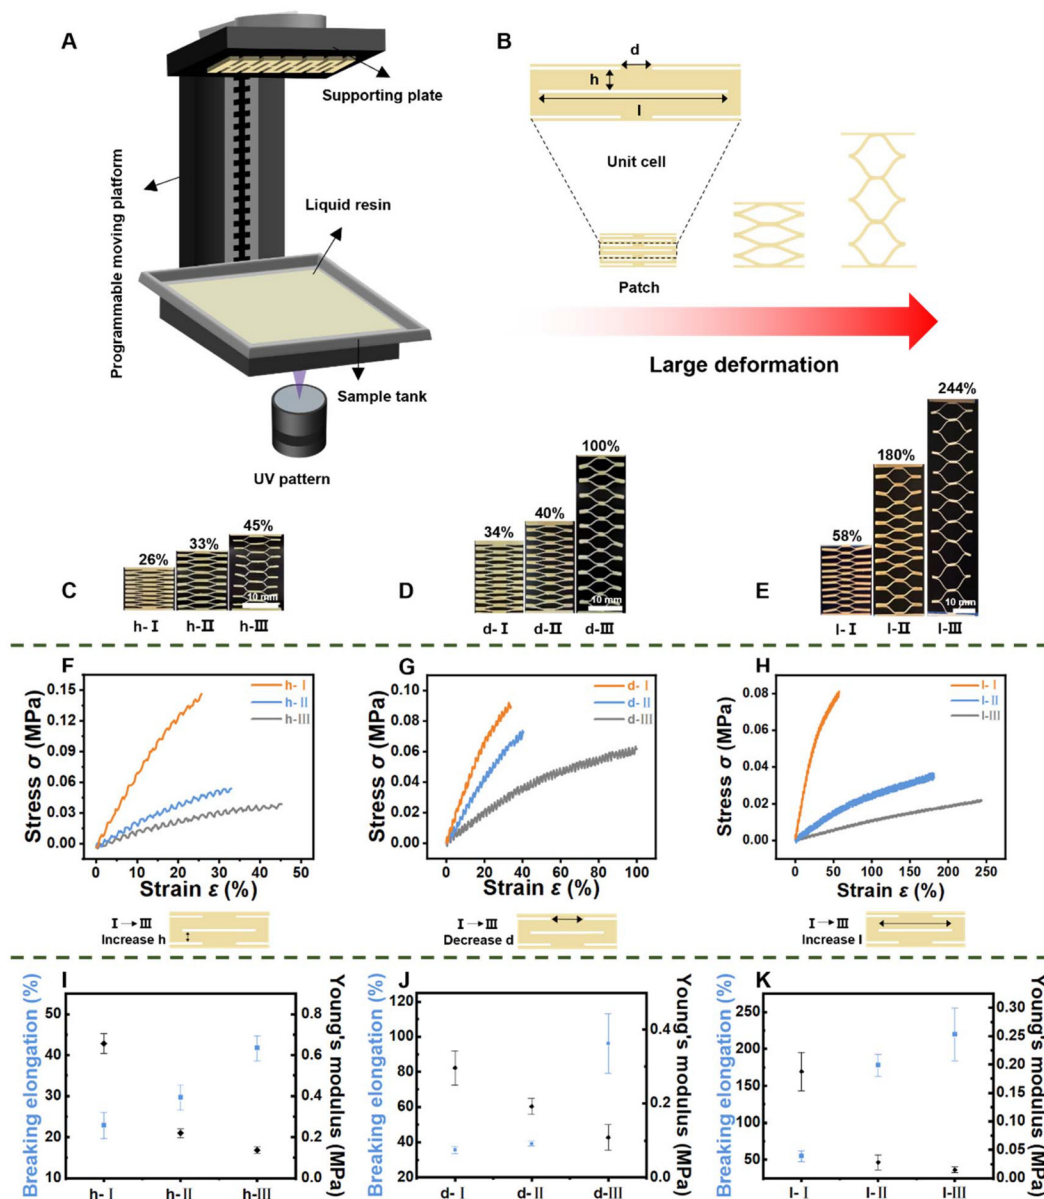 A
Supporting plate
Programmable moving platform
Liquid resin
Sample tank
UV pattern
B
d
h
l
Unit cell
Patch
Large deformation
26%
33%
45%
C
10 mm
h- I
h-II
h-III
34%
40%
100%
D
10 mm
d- I
d-II
d-III
58%
180%
244%
E
10 mm
l- I
l-II
l-III
F
Stress σ (MPa)
0.15
0.12
0.09
0.06
0.03
0.00
h- I
h- II
h-III
0 10 20 30 40 50
Strain ε (%)
G
Stress σ (MPa)
0.10
0.08
0.06
0.04
0.02
0.00
d- I
d- II
d-III
0 20 40 60 80 100
Strain ε (%)
H
Stress σ (MPa)
0.08
0.06
0.04
0.02
0.00
l- I
l- II
l-III
0 50 100 150 200 250
Strain ε (%)
I → III
Increase h
I → III
Decrease d
I → III
Increase l
I
Breaking elongation (%)
50
40
30
20
10
Young's modulus (MPa)
0.8
0.6
0.4
0.2
0.0
h- I h- II h-III
J
Breaking elongation (%)
120
100
80
60
40
20
Young's modulus (MPa)
0.4
0.2
0.0
d- I d- II d-III
K
Breaking elongation (%)
250
200
150
100
50
Young's modulus (MPa)
0.30
0.25
0.20
0.15
0.10
0.05
0.00
l- I l- II l-III